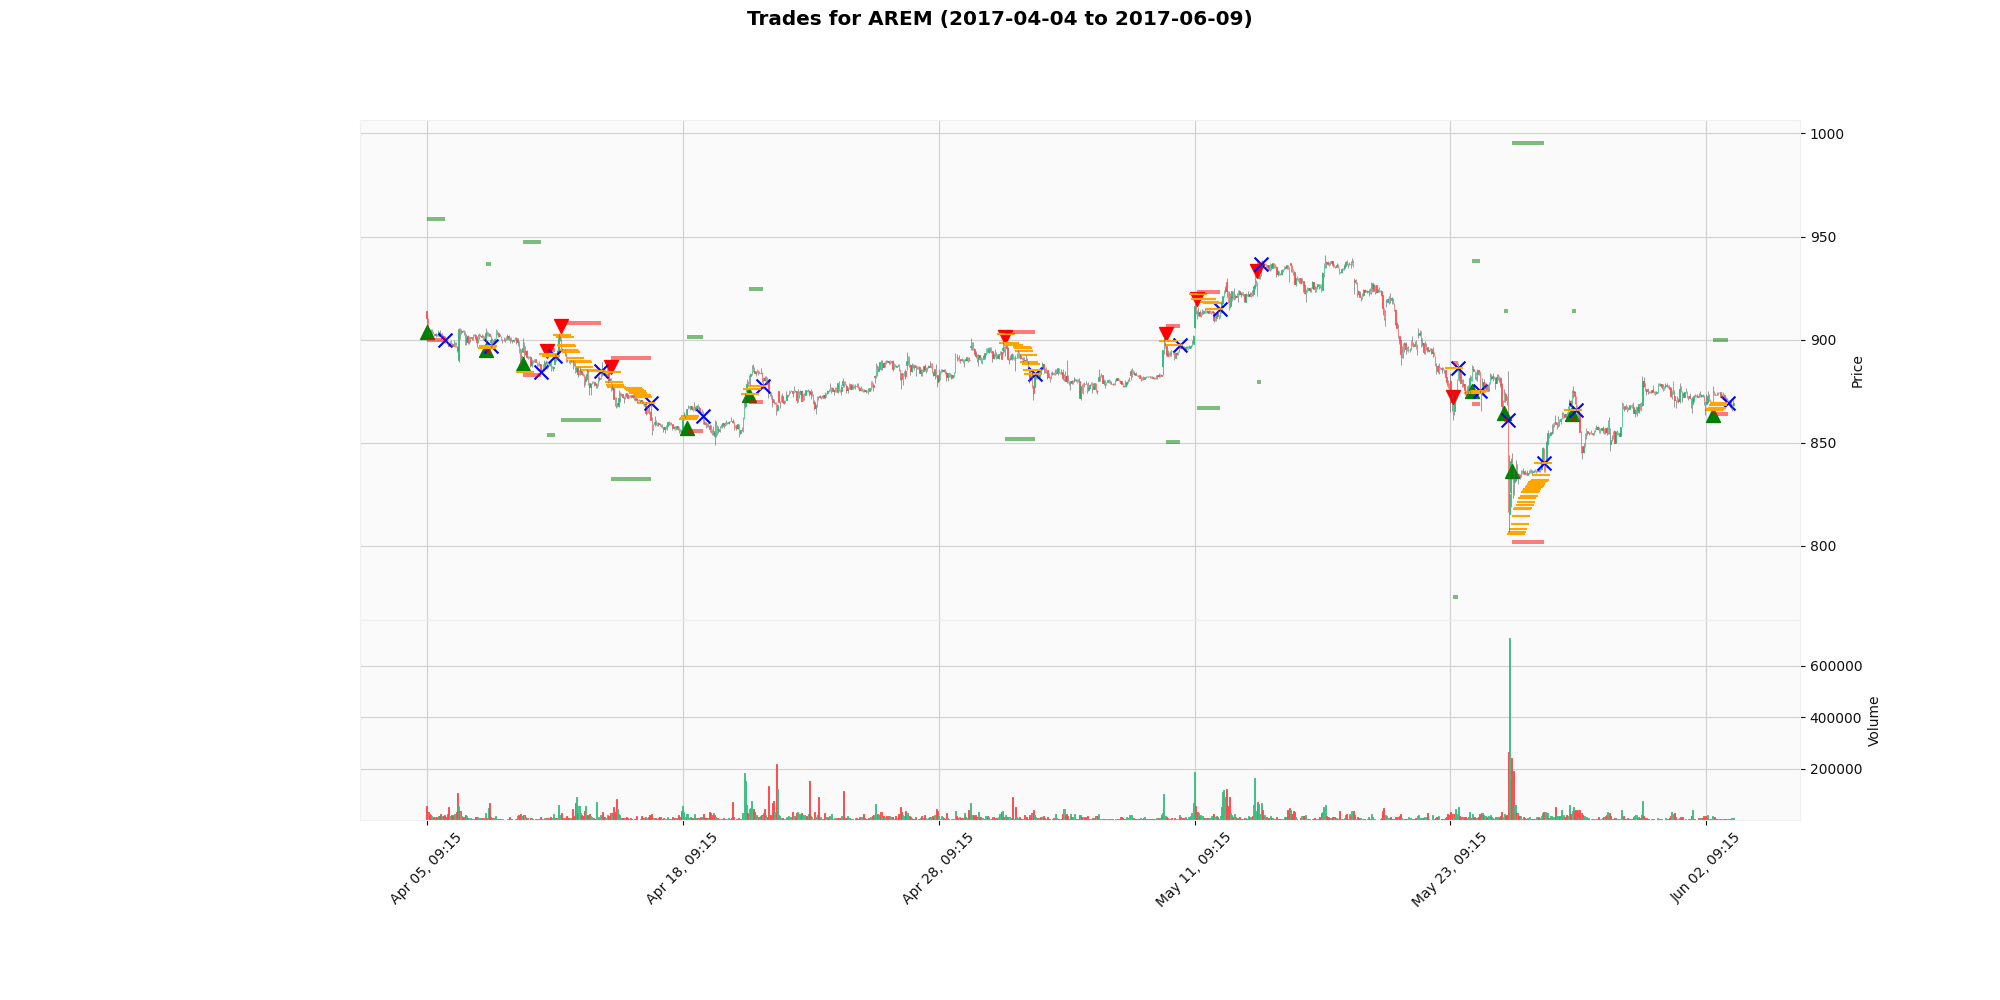 Trades for AREM (2017-04-04 to 2017-06-09)
1000
950
900
850
800
Price
600000
400000
200000
Volume
Apr 05, 09:15
Apr 18, 09:15
Apr 28, 09:15
May 11, 09:15
May 23, 09:15
Jun 02, 09:15